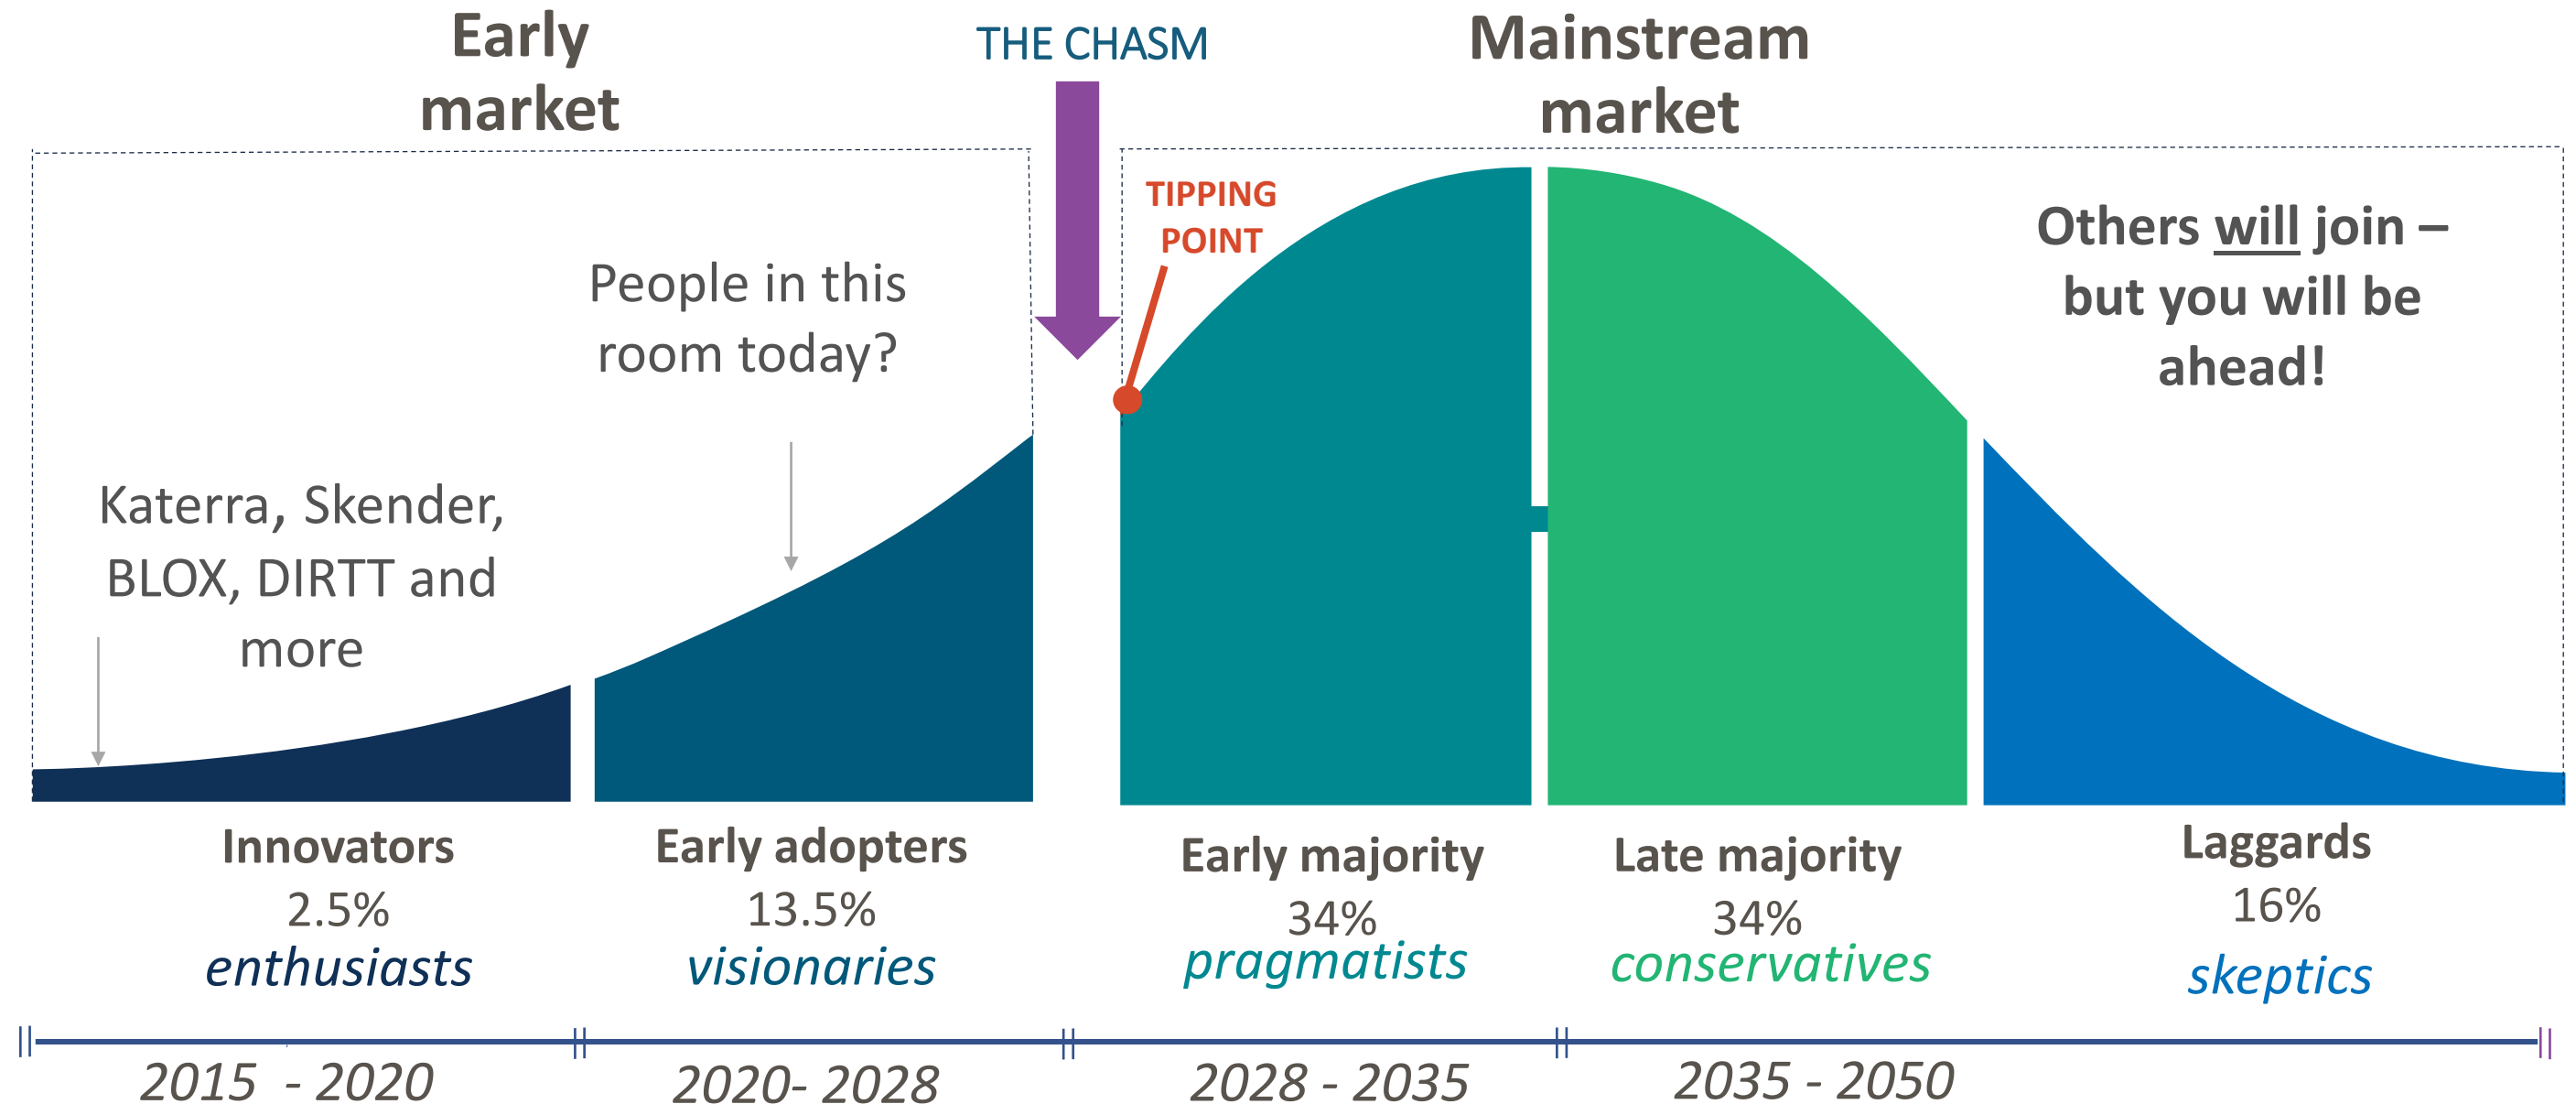 Early
market
THE CHASM
Mainstream
market
TIPPING
POINT
People in this
room today?
Others will join –
but you will be
ahead!
Katerra, Skender,
BLOX, DIRTT and
more
Innovators
2.5%
enthusiasts
Early adopters
13.5%
visionaries
Early majority
34%
pragmatists
Late majority
34%
conservatives
Laggards
16%
skeptics
2015 - 2020
2020- 2028
2028 - 2035
2035 - 2050